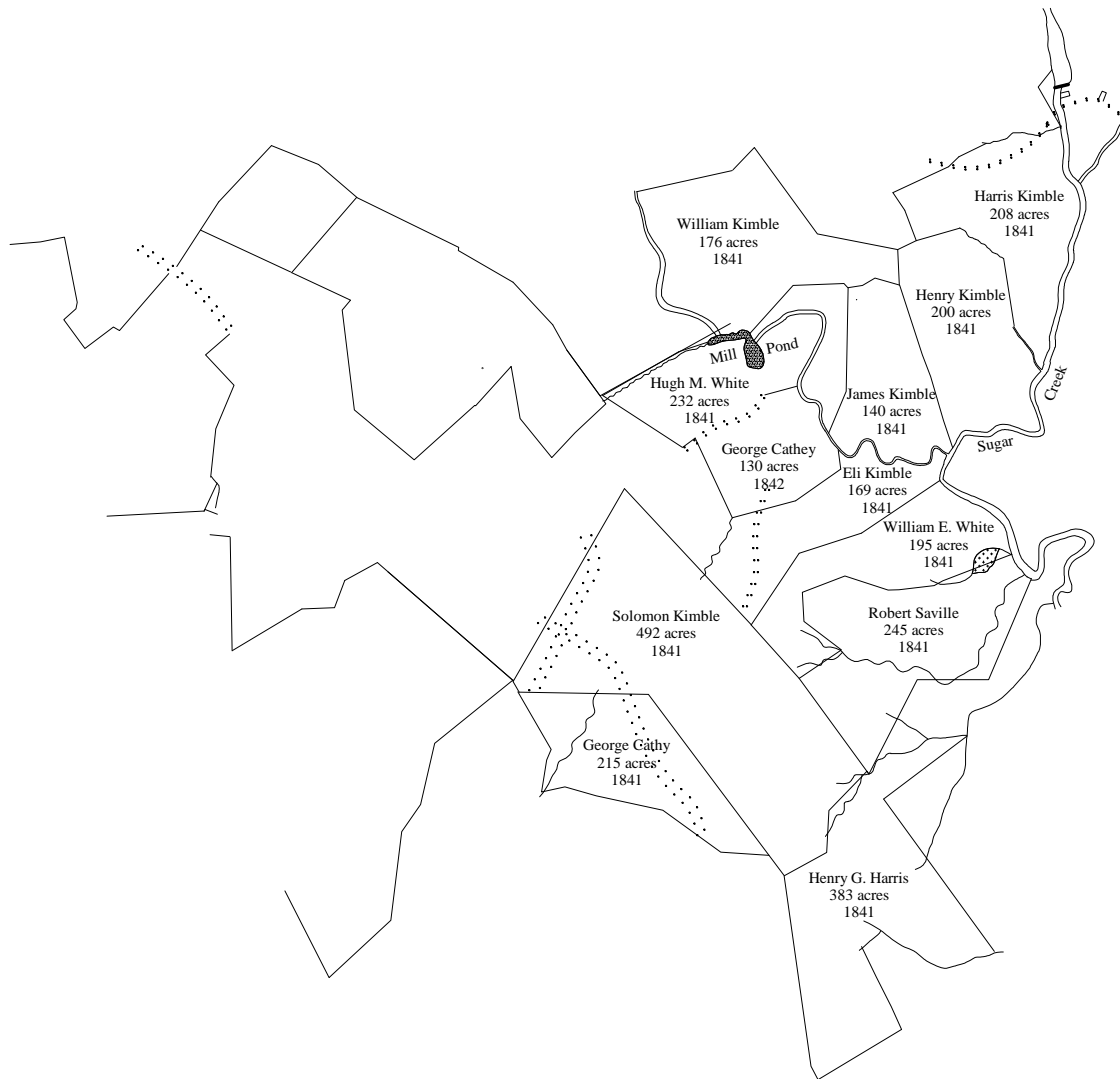 Harris Kimble
208 acres
1841
William Kimble
176 acres
1841
Henry Kimble
200 acres
1841
Mill Pond
Hugh M. White
232 acres
1841
James Kimble
140 acres
1841
Sugar Creek
George Cathey
130 acres
1842
Eli Kimble
169 acres
1841
William E. White
195 acres
1841
Robert Saville
245 acres
1841
Solomon Kimble
492 acres
1841
George Cathy
215 acres
1841
Henry G. Harris
383 acres
1841